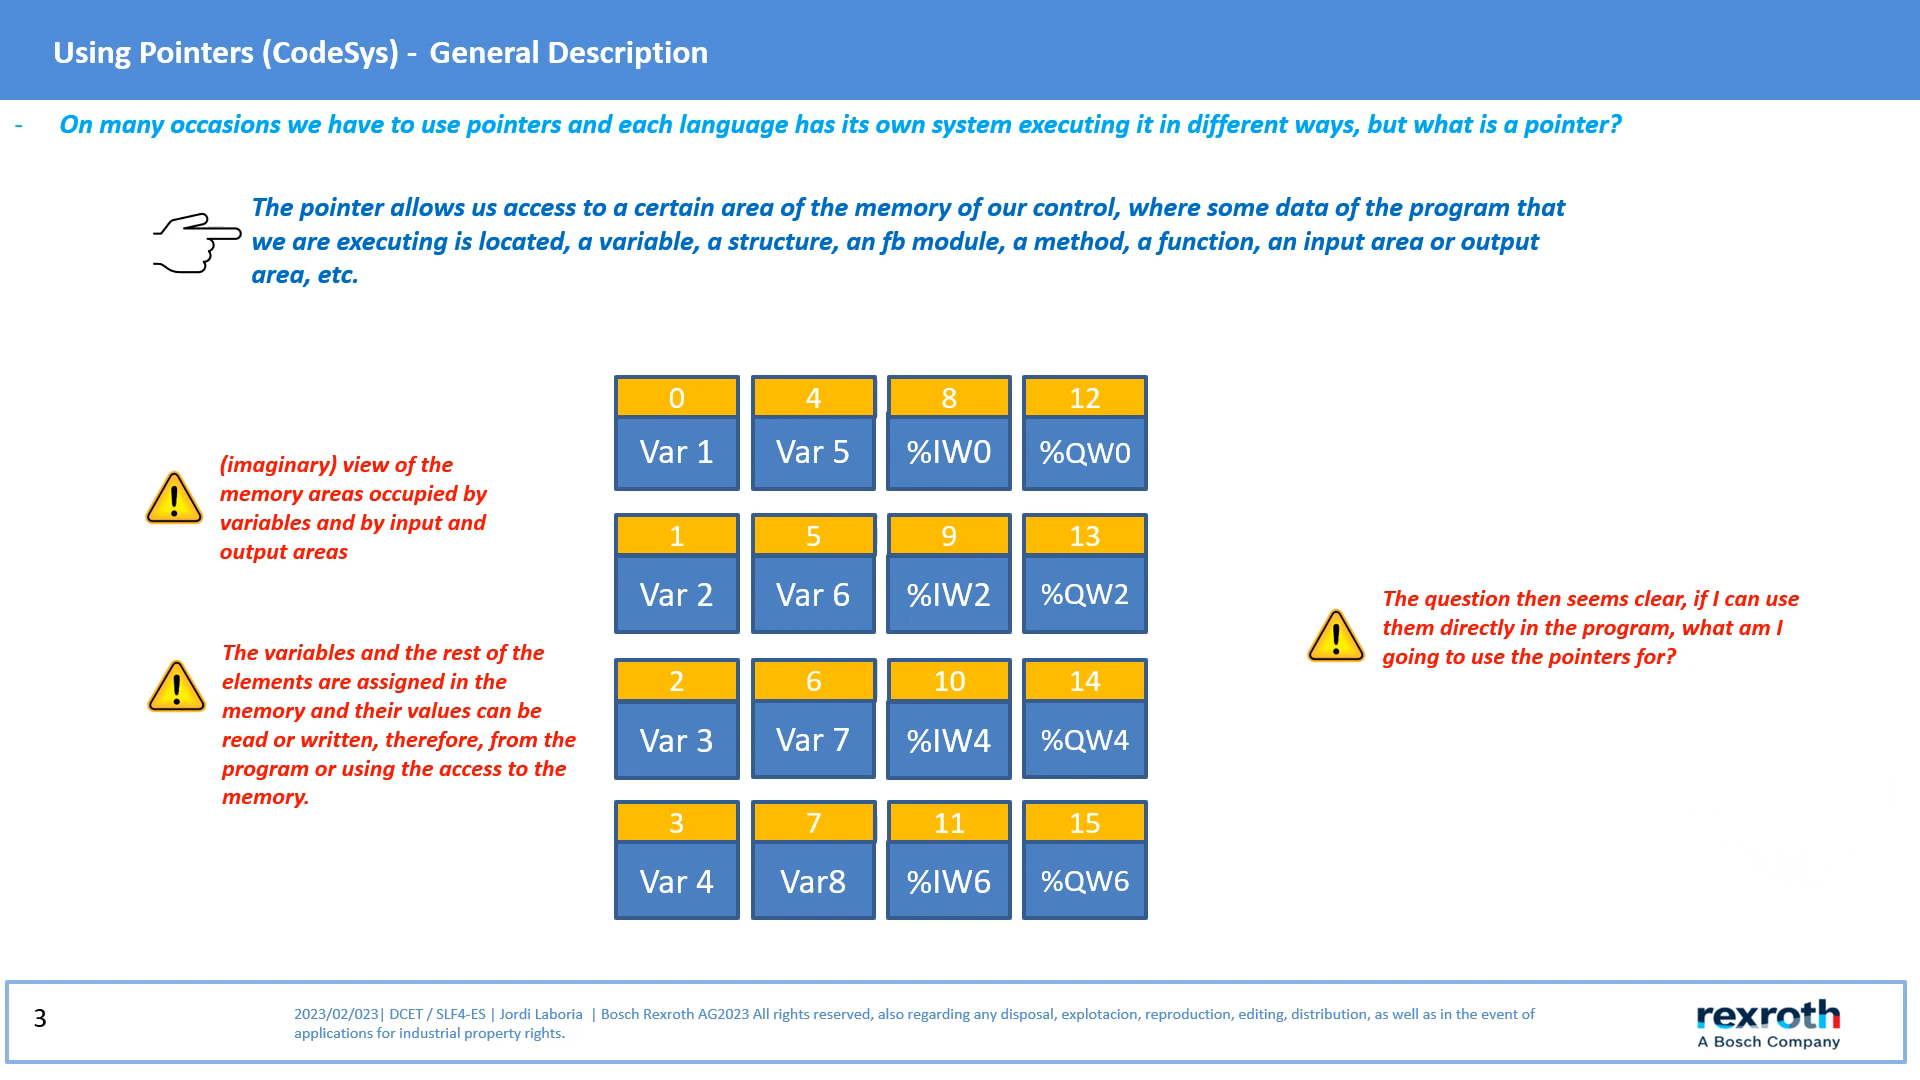 Using Pointers (CodeSys) - General Description
- On many occasions we have to use pointers and each language has its own system executing it in different ways, but what is a pointer?
The pointer allows us access to a certain area of the memory of our control, where some data of the program that
we are executing is located, a variable, a structure, an fb module, a method, a function, an input area or output
area, etc.
(imaginary) view of the
memory areas occupied by
variables and by input and
output areas
The variables and the rest of the
elements are assigned in the
memory and their values can be
read or written, therefore, from the
program or using the access to the
memory.
0 4 8 12
Var 1 Var 5 %IW0 %QW0
1 5 9 13
Var 2 Var 6 %IW2 %QW2
2 6 10 14
Var 3 Var 7 %IW4 %QW4
3 7 11 15
Var 4 Var8 %IW6 %QW6
The question then seems clear, if I can use
them directly in the program, what am I
going to use the pointers for?
3
2023/02/023| DCET / SLF4-ES | Jordi Laboria | Bosch Rexroth AG2023 All rights reserved, also regarding any disposal, explotacion, reproduction, editing, distribution, as well as in the event of
applications for industrial property rights.
rexroth
A Bosch Company